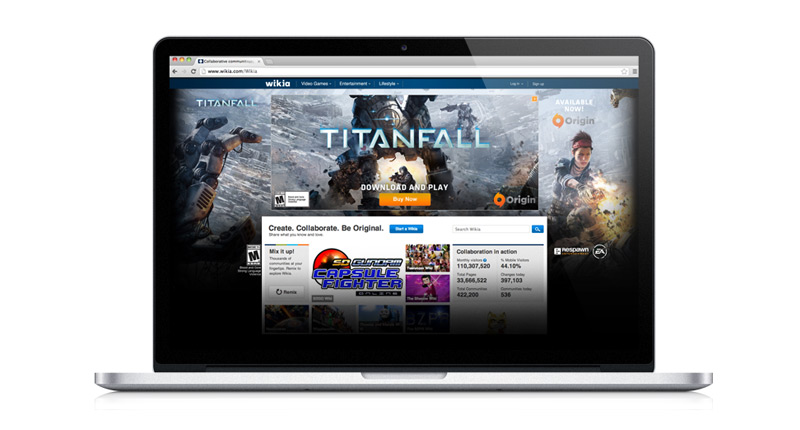 Collaborative communities
www.wikia.com/Wikia
wikia
Video Games
Entertainment
Lifestyle
Log in
Sign up
TITANFALL
TITANFALL
DOWNLOAD AND PLAY
Buy Now
Origin
AVAILABLE
NOW!
Origin
M
M
Create. Collaborate. Be Original.
Share what you know and love
Start a Wikia
Search Wikia
Mix it up!
Thousands of
communities at your
fingertips. Remix to
explore Wikia.
Remix
SD GUNDAM
CAPSULE
FIGHTER
ONLINE
Collaboration in action
Monthly visitors
110,307,520
% Mobile Visitors
44.10%
Total Pages
33,666,522
Changes today
397,103
Total Communities
422,200
Communities today
536
RESPAWN
ENTERTAINMENT
EA